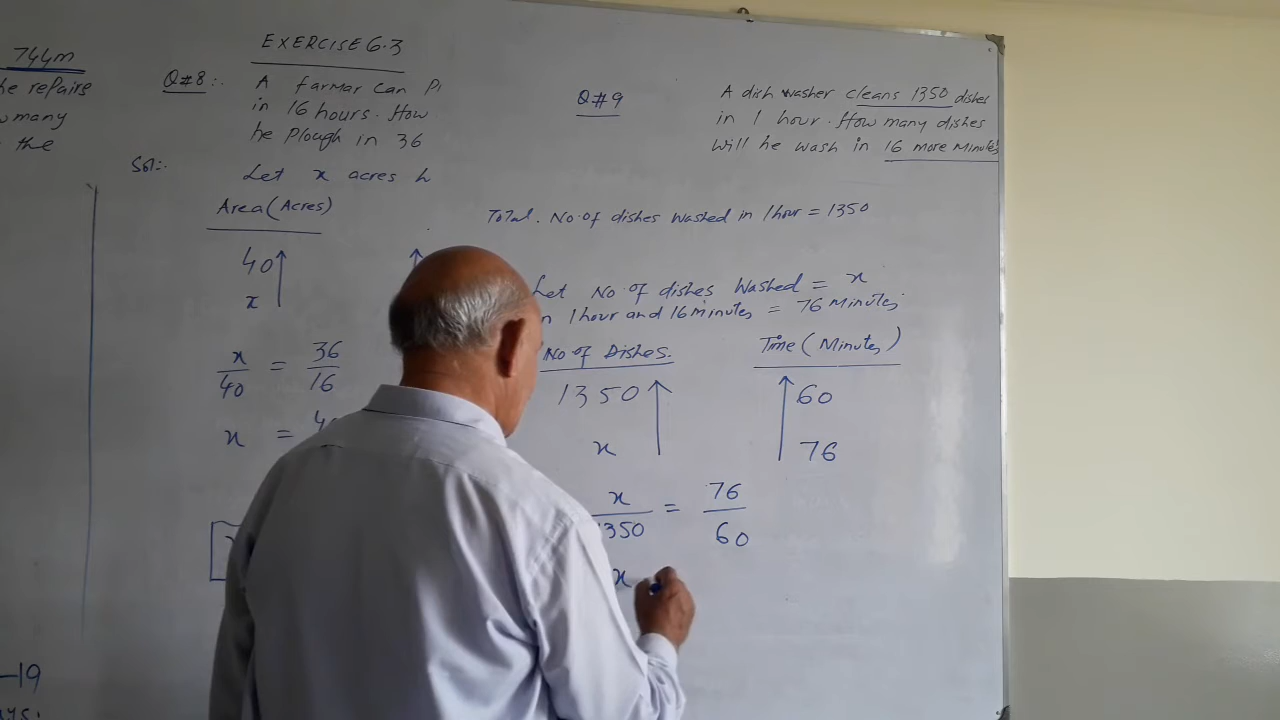 744m
he repairs
many
the
-19
EXERCISE 6.3
Q#8:.
A farmar can Pl
in 16 hours. How
he Plough in 36
Sol:-
Let x acres h
Area (Acres)
40
x
x/40 = 36/16
x = 40
Q#9
A dish washer cleans 1350 dishes
in 1 hour. How many dishes
will he wash in 16 more Minutes
Total. No of dishes washed in 1 hour = 1350
Let No of dishes Washed = x
n 1 hour and 16 minutes = 76 Minutes
No of Dishes.
Time (Minutes)
1350
60
x
76
x/1350 = 76/60
x